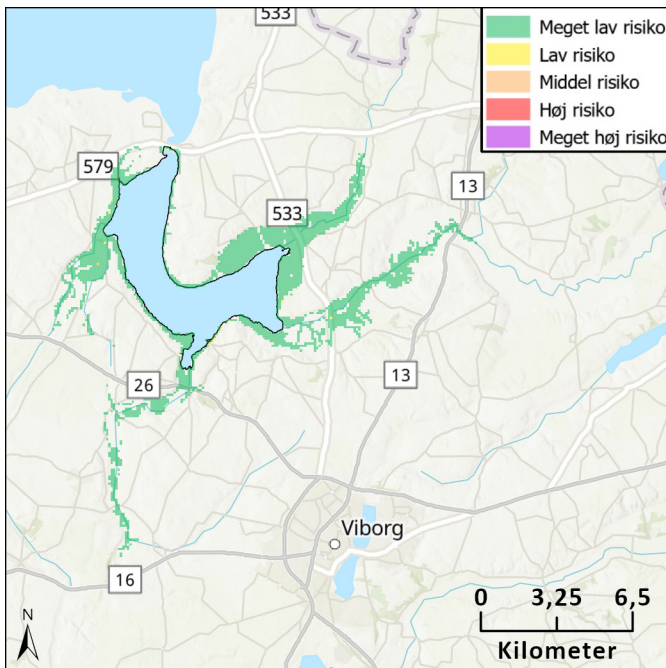 533
Meget lav risiko
Lav risiko
Middel risiko
Høj risiko
Meget høj risiko
579
13
533
26
13
Viborg
16
N
0 3,25 6,5
Kilometer